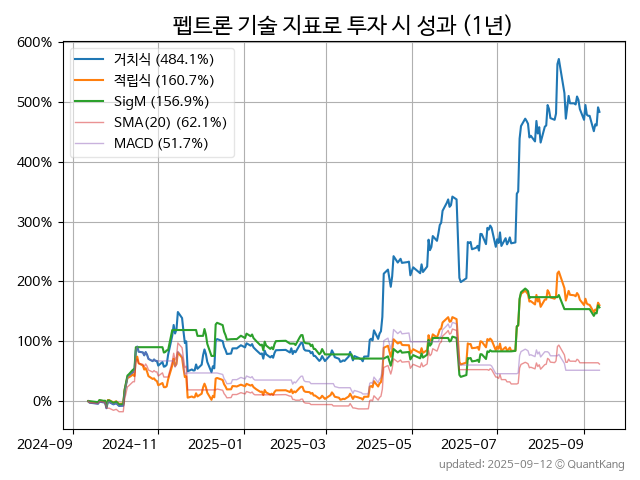 펩트론 기술 지표로 투자 시 성과 (1년)
600%
500%
400%
300%
200%
100%
0%
거치식 (484.1%)
적립식 (160.7%)
SigM (156.9%)
SMA(20) (62.1%)
MACD (51.7%)
2024-09 2024-11 2025-01 2025-03 2025-05 2025-07 2025-09
updated: 2025-09-12 © QuantKang